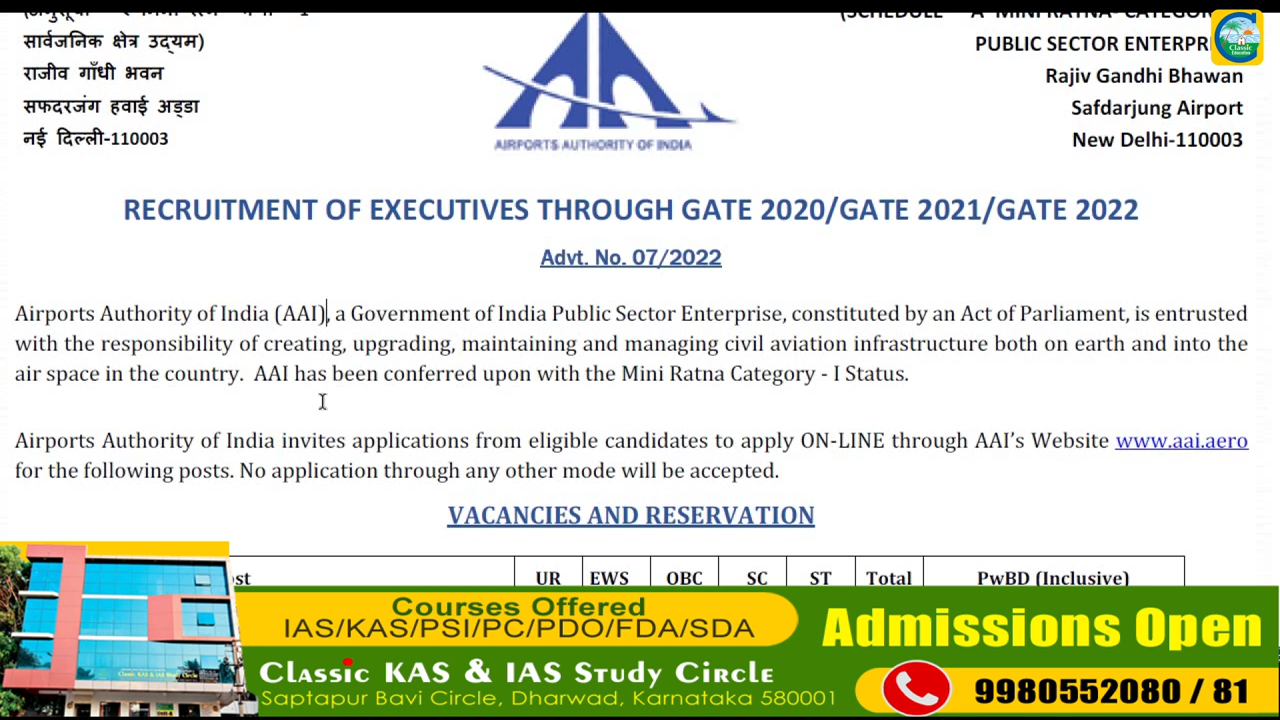 सार्वजनिक क्षेत्र उद्यम)
राजीव गाँधी भवन
सफदरजंग हवाई अड्डा
नई दिल्ली-110003
AIRPORTS AUTHORITY OF INDIA
(SCHEDULE A MINI RATNA CATEGOR
PUBLIC SECTOR ENTERPR
Rajiv Gandhi Bhawan
Safdarjung Airport
New Delhi-110003
Classic
Education
RECRUITMENT OF EXECUTIVES THROUGH GATE 2020/GATE 2021/GATE 2022
Advt. No. 07/2022
Airports Authority of India (AAI), a Government of India Public Sector Enterprise, constituted by an Act of Parliament, is entrusted
with the responsibility of creating, upgrading, maintaining and managing civil aviation infrastructure both on earth and into the
air space in the country. AAI has been conferred upon with the Mini Ratna Category - I Status.
Airports Authority of India invites applications from eligible candidates to apply ON-LINE through AAI's Website www.aai.aero
for the following posts. No application through any other mode will be accepted.
VACANCIES AND RESERVATION
ost UR EWS OBC SC ST Total PwBD (Inclusive)
Courses Offered
IAS/KAS/PSI/PC/PDO/FDA/SDA
Classic KAS & IAS Study Circle
Saptapur Bavi Circle, Dharwad, Karnataka 580001
Admissions Open
9980552080 / 81